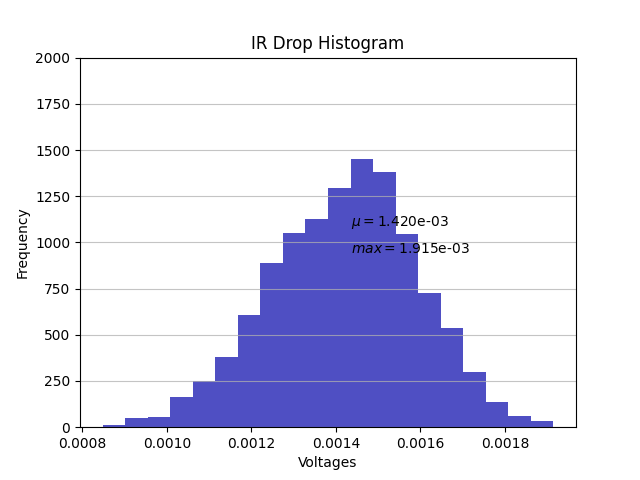 IR Drop Histogram
2000
1750
1500
1250
1000
750
500
250
0
Frequency
μ = 1.420e-03
max = 1.915e-03
0.0008 0.0010 0.0012 0.0014 0.0016 0.0018
Voltages